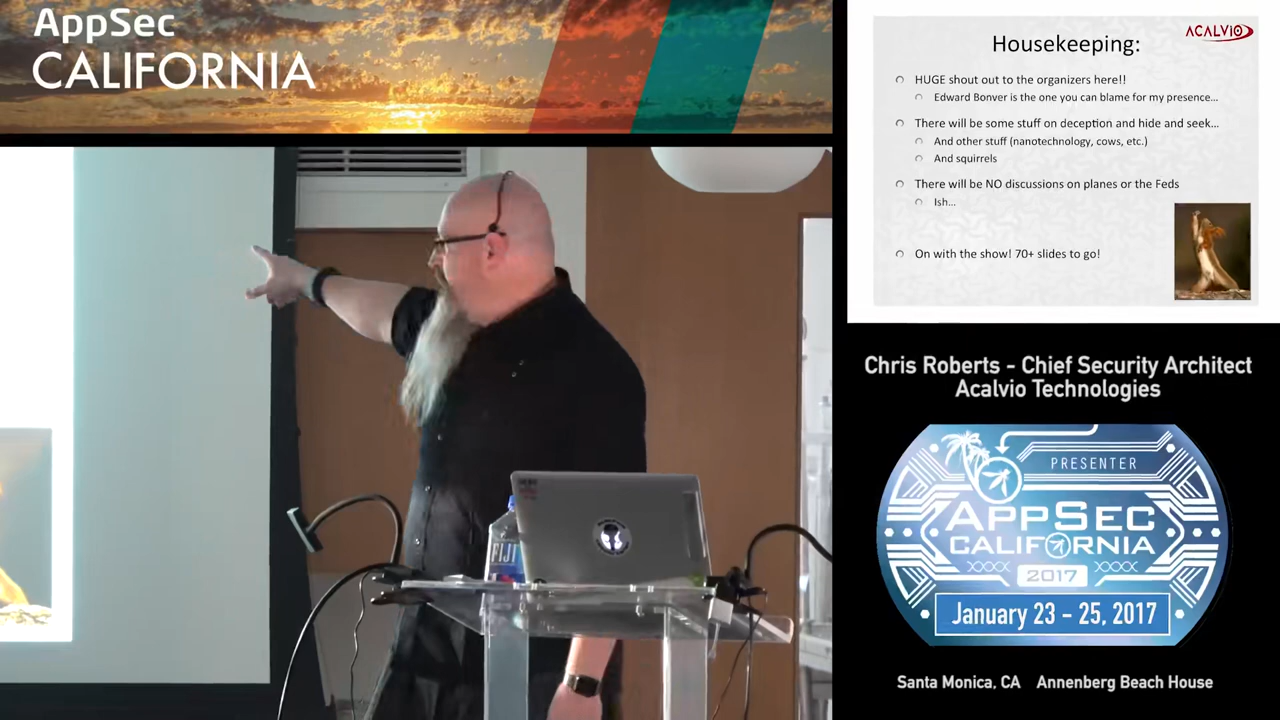 AppSec
CALIFORNIA
ACALVIO
Housekeeping:
HUGE shout out to the organizers here!!
Edward Bonver is the one you can blame for my presence...
There will be some stuff on deception and hide and seek...
And other stuff (nanotechnology, cows, etc.)
And squirrels
There will be NO discussions on planes or the Feds
Ish...
On with the show! 70+ slides to go!
FIJI
Chris Roberts - Chief Security Architect
Acalvio Technologies
PRESENTER
APPSEC
CALIFORNIA
2017
January 23 - 25, 2017
Santa Monica, CA Annenberg Beach House